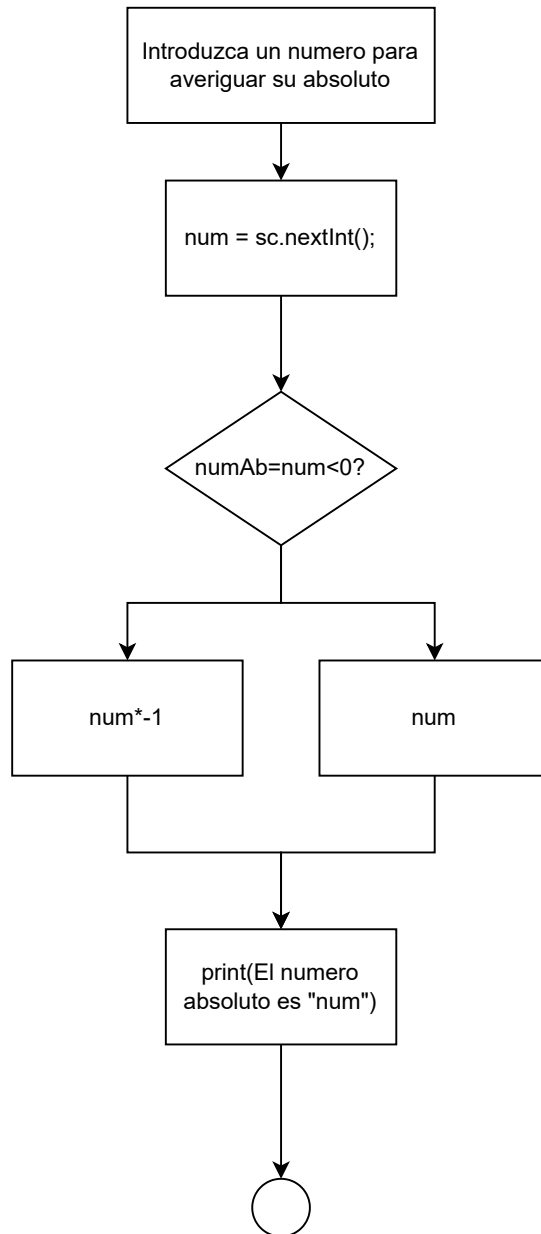 Introduzca un numero para
averiguar su absoluto
num = sc.nextInt();
numAb=num<0?
num*-1
num
print(El numero
absoluto es "num")